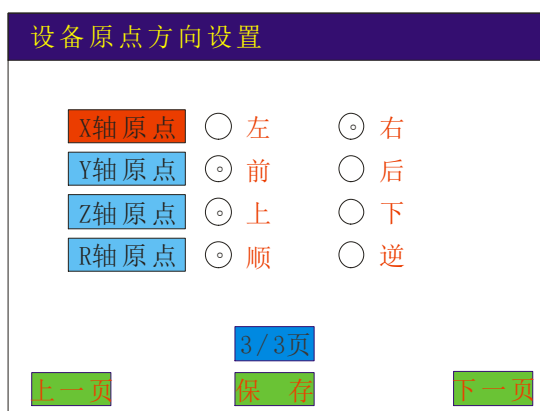 设备原点方向设置
X轴原点 左 右
Y轴原点 前 后
Z轴原点 上 下
R轴原点 顺 逆
3/3页
上一页 保 存 下一页